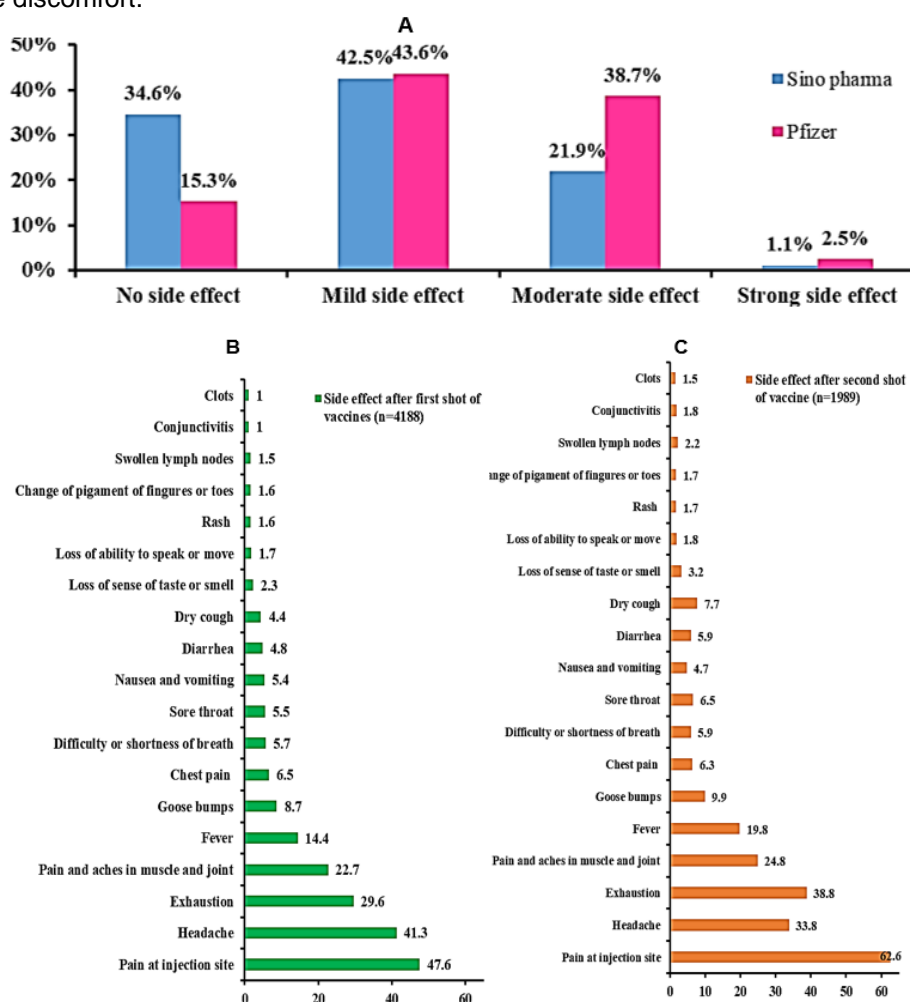 e discomfort.
A
50%
40%
30%
20%
10%
0%
34.6%
15.3%
42.5%
43.6%
21.9%
38.7%
1.1%
2.5%
No side effect
Mild side effect
Moderate side effect
Strong side effect
Sino pharma
Pfizer
B
Side effect after first shot of
vaccines (n=4188)
Clots 1
Conjunctivitis 1
Swollen lymph nodes 1.5
Change of pigament of fingures or toes 1.6
Rash 1.6
Loss of ability to speak or move 1.7
Loss of sense of taste or smell 2.3
Dry cough 4.4
Diarrhea 4.8
Nausea and vomiting 5.4
Sore throat 5.5
Difficulty or shortness of breath 5.7
Chest pain 6.5
Goose bumps 8.7
Fever 14.4
Pain and aches in muscle and joint 22.7
Exhaustion 29.6
Headache 41.3
Pain at injection site 47.6
0 20 40 60
C
Side effect after second shot
of vaccine (n=1989)
Clots 1.5
Conjunctivitis 1.8
Swollen lymph nodes 2.2
ange of pigament of fingures or toes 1.7
Rash 1.7
Loss of ability to speak or move 1.8
Loss of sense of taste or smell 3.2
Dry cough 7.7
Diarrhea 5.9
Nausea and vomiting 4.7
Sore throat 6.5
Difficulty or shortness of breath 5.9
Chest pain 6.3
Goose bumps 9.9
Fever 19.8
Pain and aches in muscle and joint 24.8
Exhaustion 38.8
Headache 33.8
Pain at injection site 62.6
0 10 20 30 40 50 60